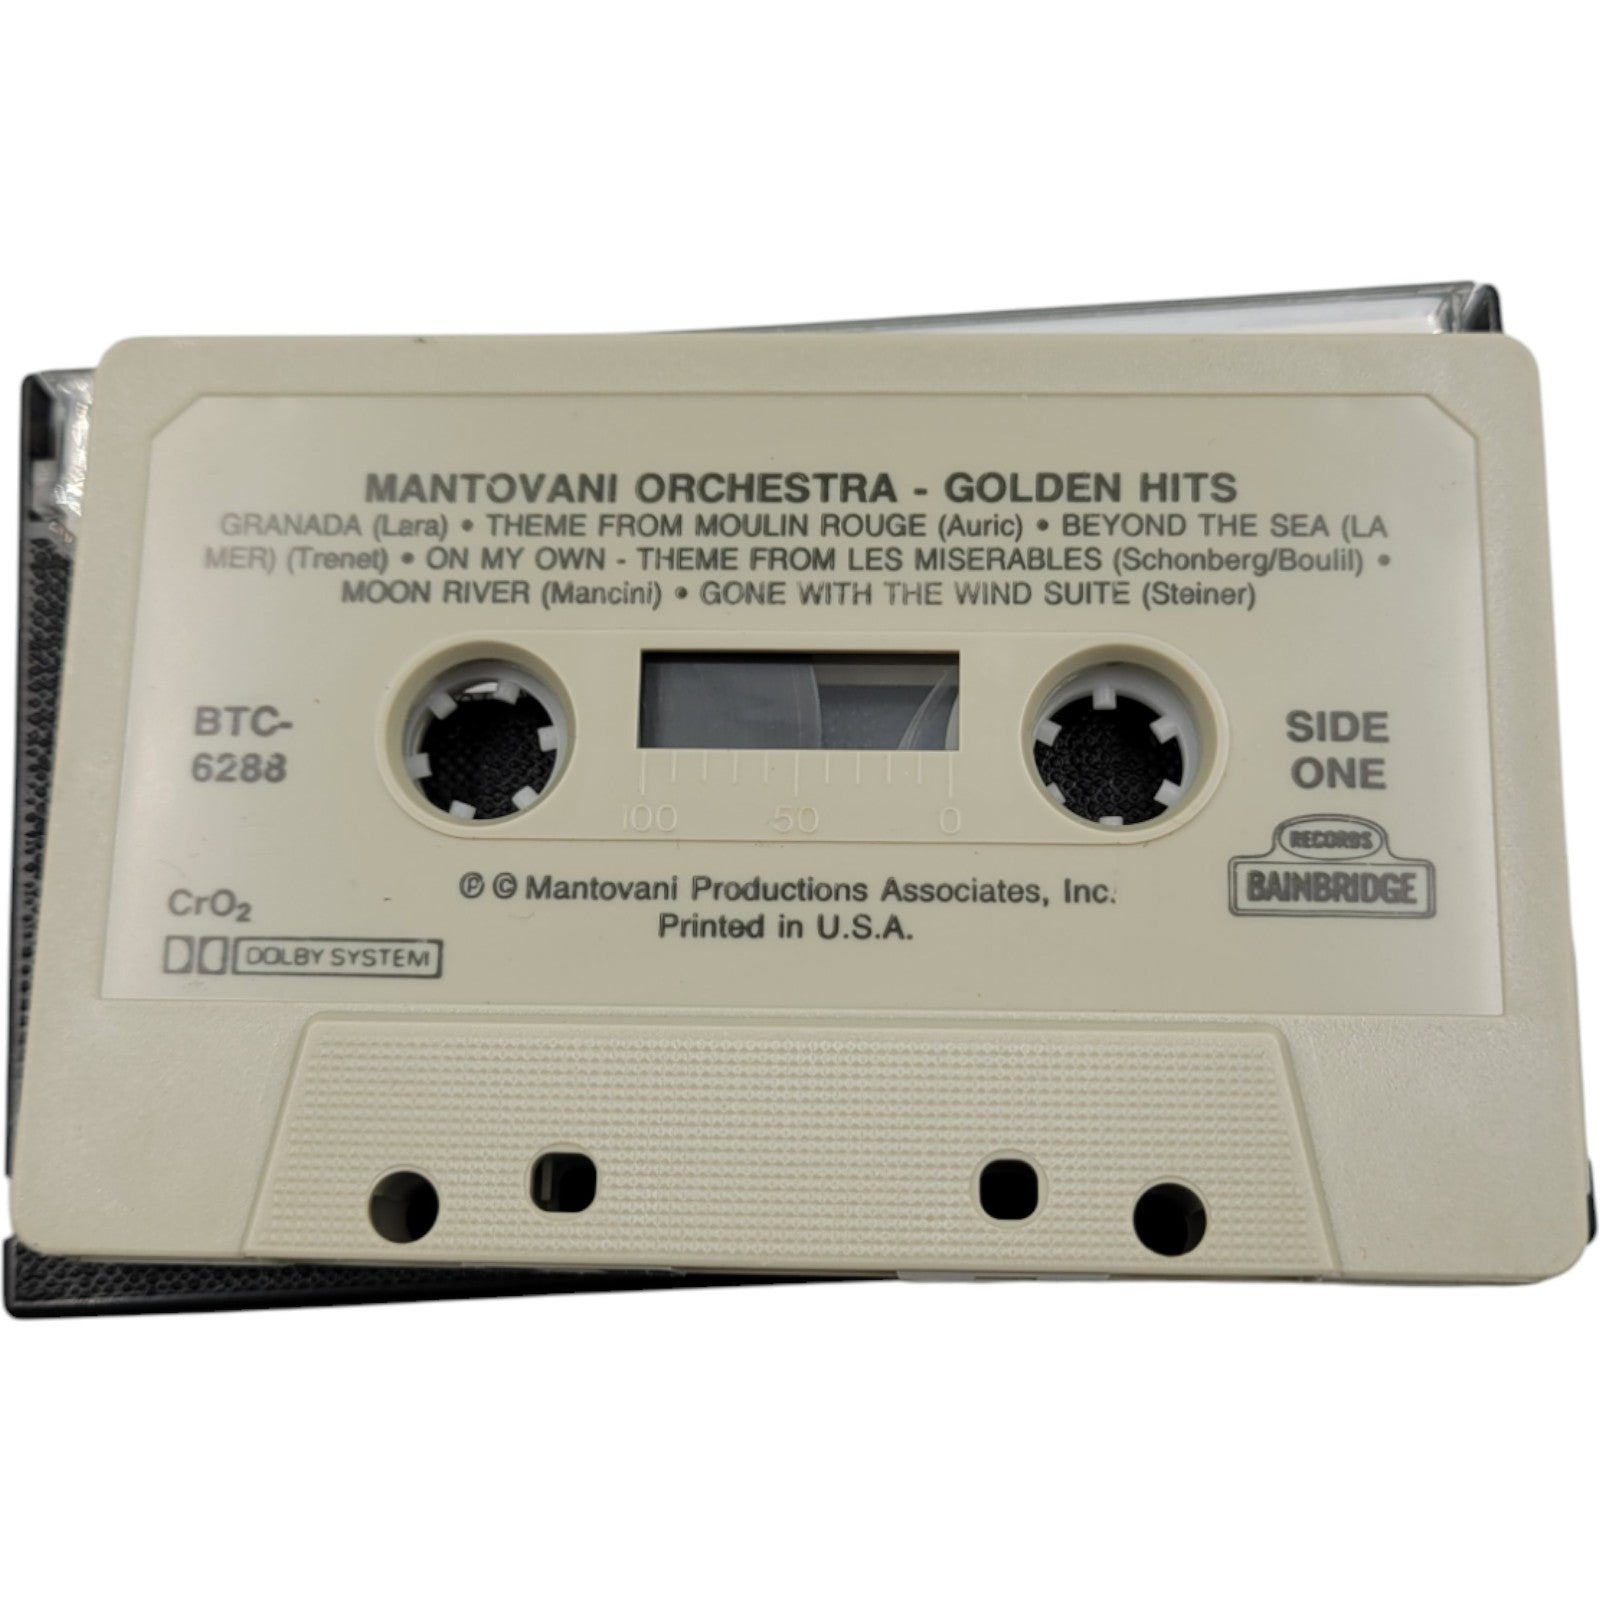 MANTOVANI ORCHESTRA - GOLDEN HITS
GRANADA (Lara) • THEME FROM MOULIN ROUGE (Auric) • BEYOND THE SEA (LA
MER) (Trenet) • ON MY OWN - THEME FROM LES MISERABLES (Schonberg/Boulil) •
MOON RIVER (Mancini) • GONE WITH THE WIND SUITE (Steiner)
BTC-
6288
SIDE
ONE
100 50 0
RECORDS
BAINBRIDGE
℗ © Mantovani Productions Associates, Inc.
Printed in U.S.A.
CrO₂
DOLBY SYSTEM